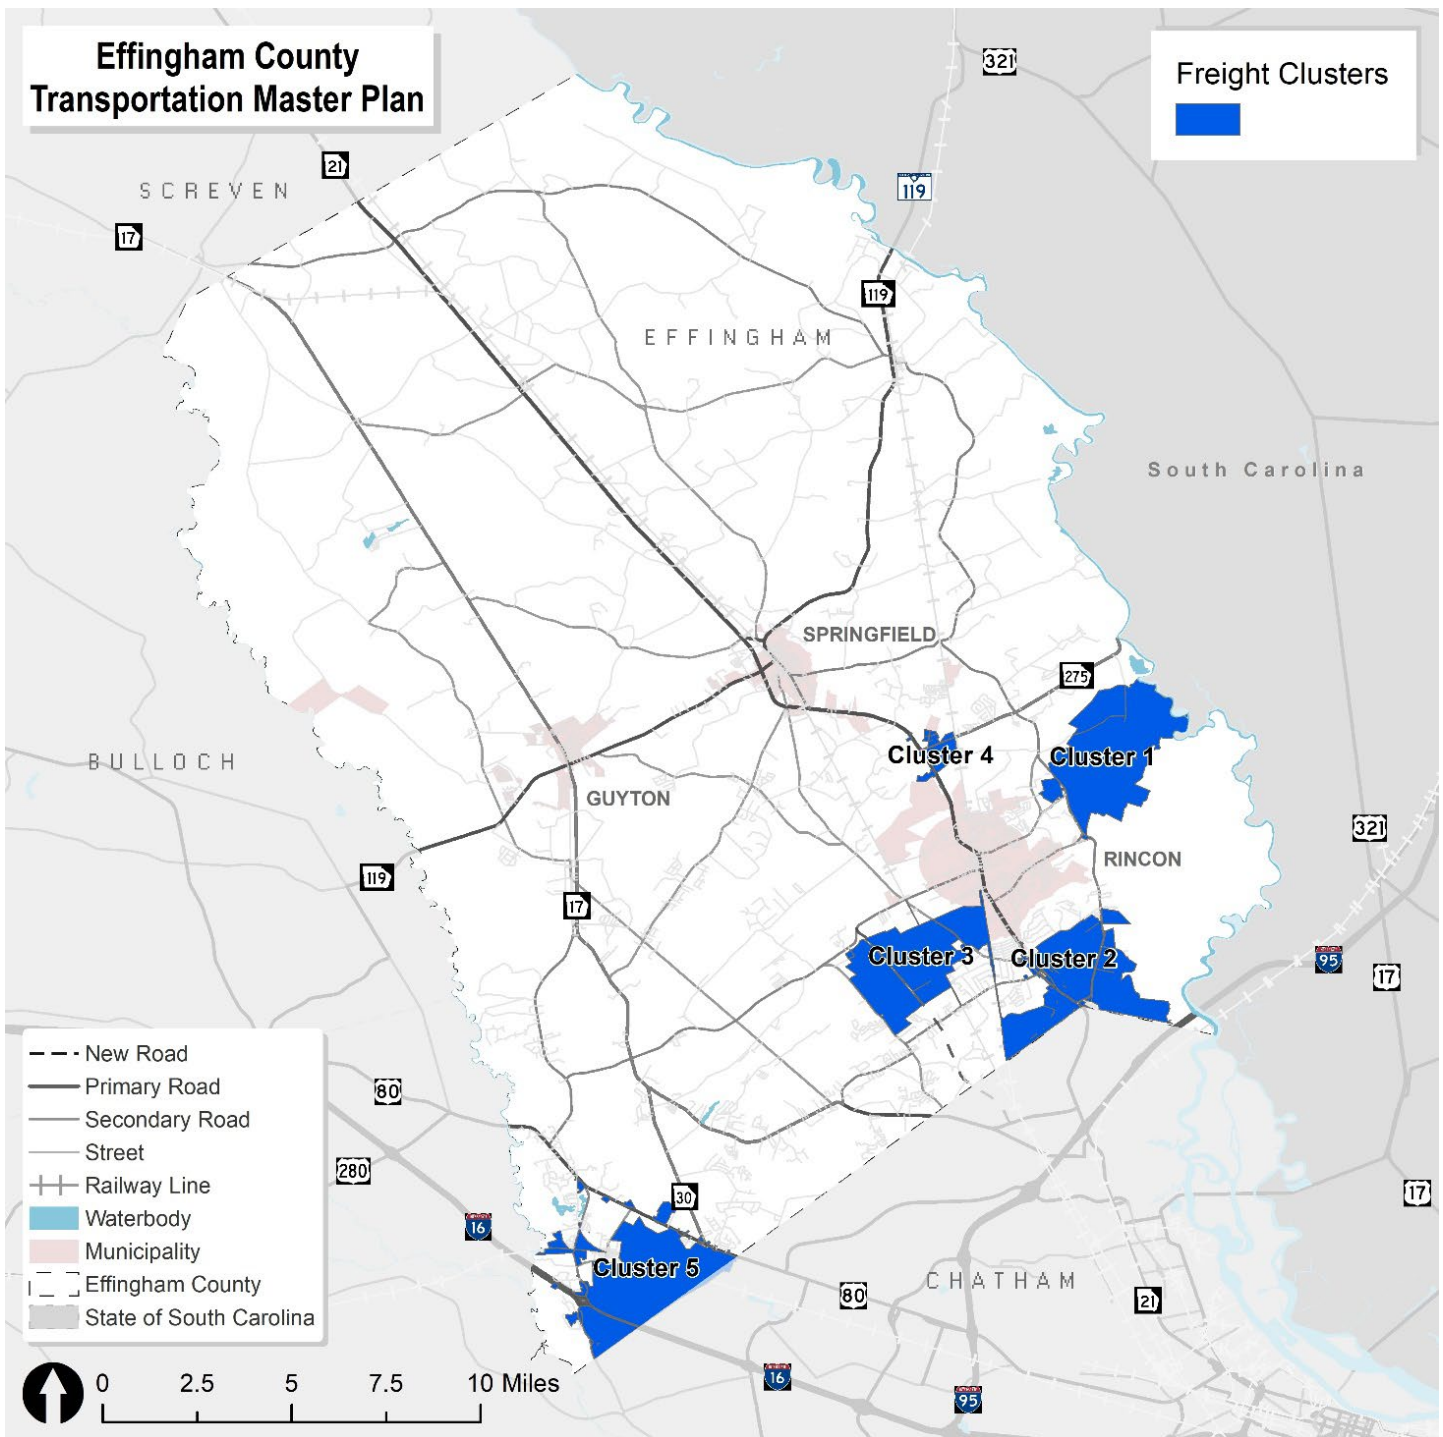 Effingham County
Transportation Master Plan
Freight Clusters
321
21
SCREVEN
119
17
119
EFFINGHAM
South Carolina
SPRINGFIELD
275
Cluster 4
Cluster 1
BULLOCH
GUYTON
321
RINCON
119
17
Cluster 3
Cluster 2
95
17
New Road
Primary Road
Secondary Road
Street
Railway Line
Waterbody
Municipality
Effingham County
State of South Carolina
80
280
16
30
17
Cluster 5
CHATHAM
80
21
16
95
0 2.5 5 7.5 10 Miles